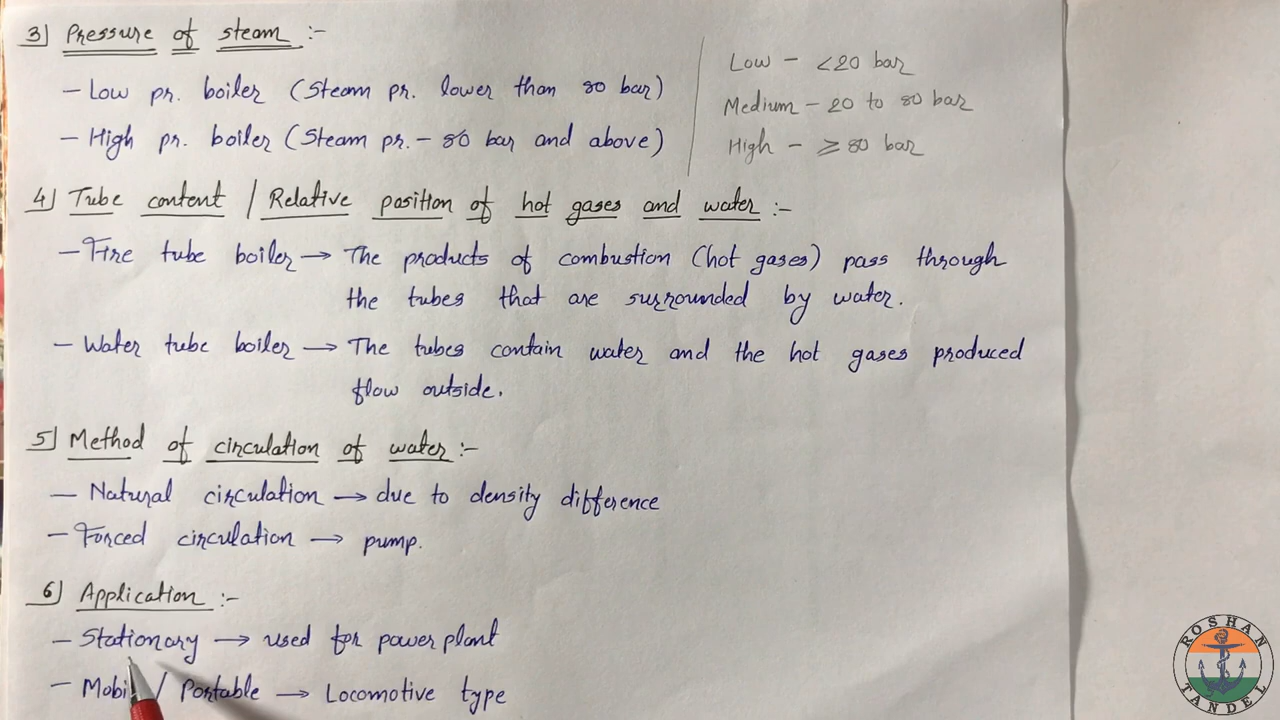 3) Pressure of steam :-
- Low pr. boiler (Steam pr. lower than 80 bar)
- High pr. boiler (Steam pr. - 80 bar and above)
Low - <20 bar
Medium - 20 to 80 bar
High - ≥ 80 bar
4) Tube content / Relative position of hot gases and water :-
- Fire tube boiler → The products of combustion (hot gases) pass through
the tubes that are surrounded by water.
- Water tube boiler → The tubes contain water and the hot gases produced
flow outside.
5) Method of circulation of water :-
- Natural circulation → due to density difference
- Forced circulation → pump.
6) Application :-
- Stationary → used for power plant
- Mobi / Portable → Locomotive type
ROSHAN
TANDEL